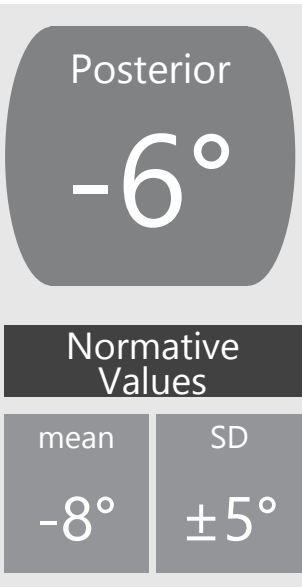 Posterior
-6°
Normative
Values
mean SD
-8° ±5°